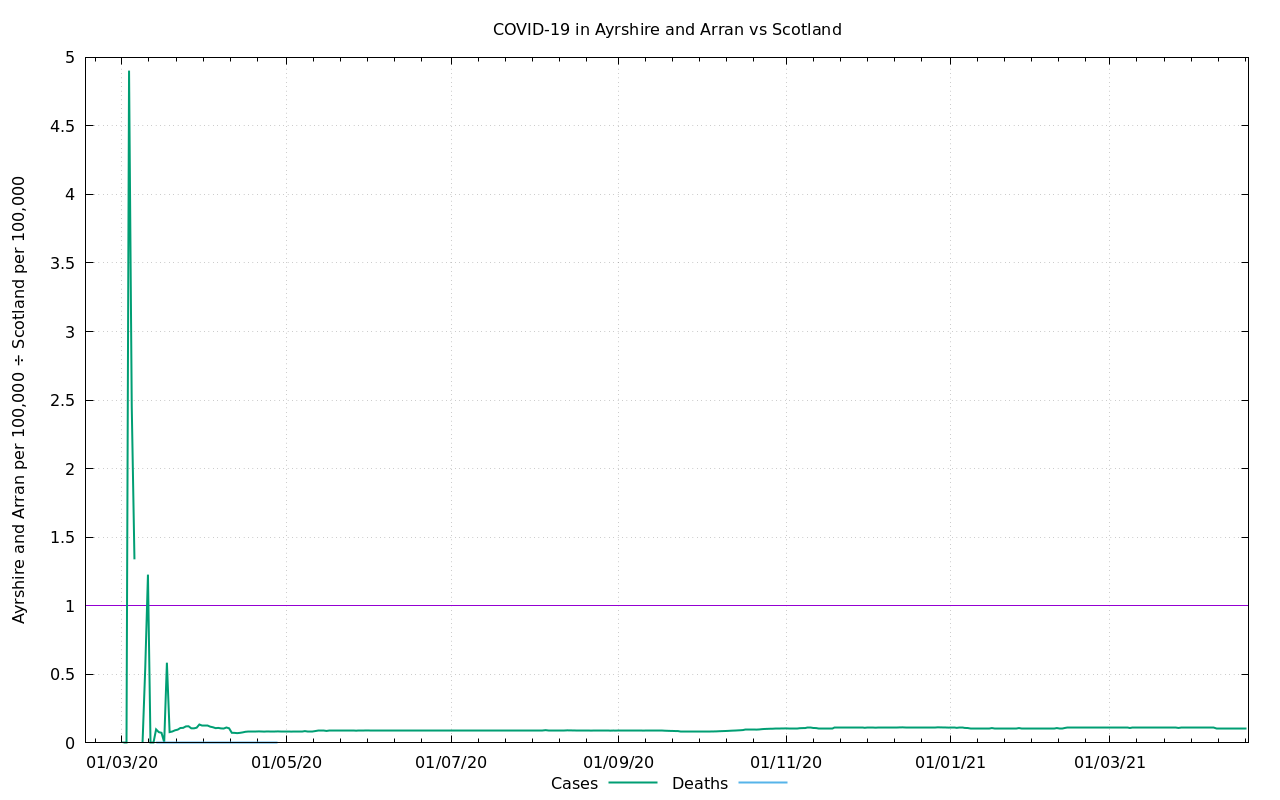 COVID-19 in Ayrshire and Arran vs Scotland
Ayrshire and Arran per 100,000 ÷ Scotland per 100,000
5
4.5
4
3.5
3
2.5
2
1.5
1
0.5
0
01/03/20 01/05/20 01/07/20 01/09/20 01/11/20 01/01/21 01/03/21
Cases Deaths